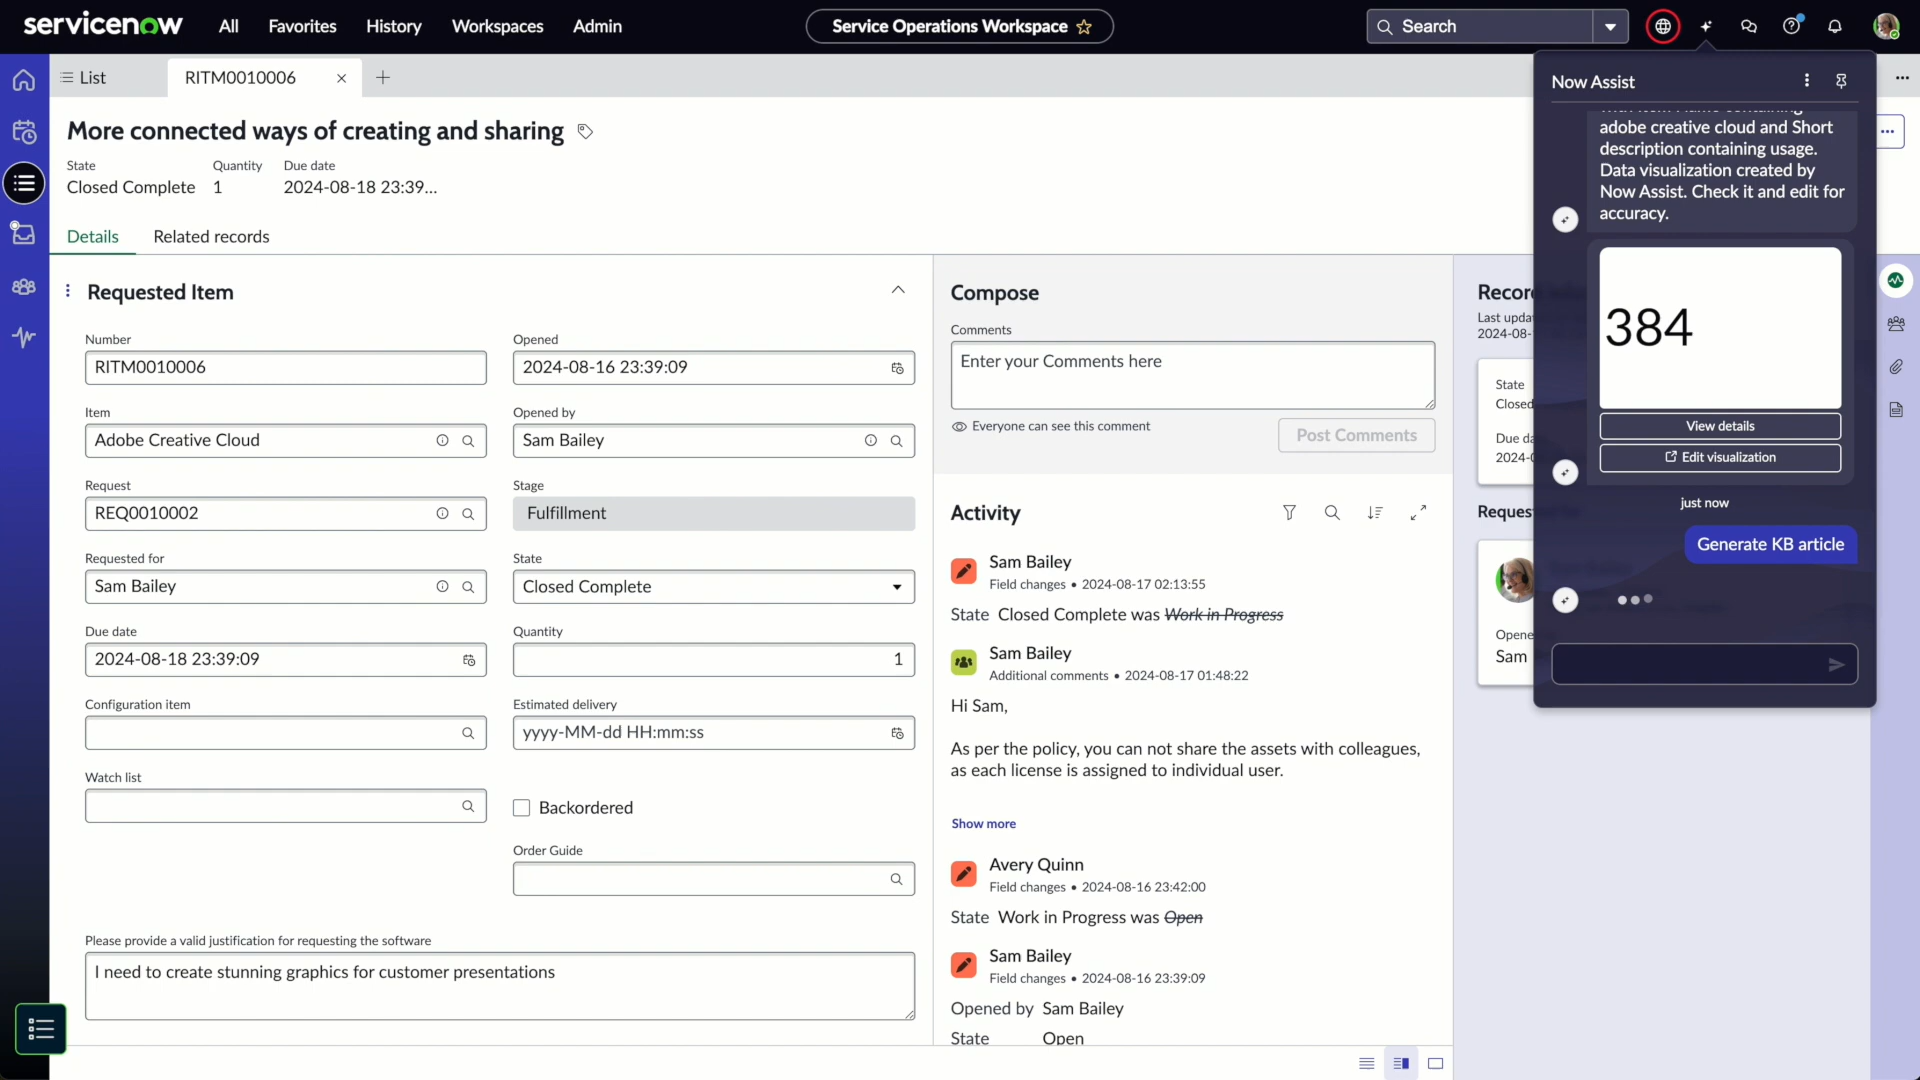 servicenow
All
Favorites
History
Workspaces
Admin
Service Operations Workspace
Search
List
RITM0010006
More connected ways of creating and sharing
State
Quantity
Due date
Closed Complete
1
2024-08-18 23:39...
Details
Related records
Requested Item
Number
RITM0010006
Opened
2024-08-16 23:39:09
Item
Adobe Creative Cloud
Opened by
Sam Bailey
Request
REQ0010002
Stage
Fulfillment
Requested for
Sam Bailey
State
Closed Complete
Due date
2024-08-18 23:39:09
Quantity
1
Configuration item
Estimated delivery
yyyy-MM-dd HH:mm:ss
Watch list
Backordered
Order Guide
Please provide a valid justification for requesting the software
I need to create stunning graphics for customer presentations
Compose
Comments
Enter your Comments here
Everyone can see this comment
Post Comments
Activity
Sam Bailey
Field changes • 2024-08-17 02:13:55
State Closed Complete was Work in Progress
Sam Bailey
Additional comments • 2024-08-17 01:48:22
Hi Sam,
As per the policy, you can not share the assets with colleagues,
as each license is assigned to individual user.
Show more
Avery Quinn
Field changes • 2024-08-16 23:42:00
State Work in Progress was Open
Sam Bailey
Field changes • 2024-08-16 23:39:09
Opened by Sam Bailey
State Open
Last upda
2024-08-
State
Closed
Sam
Now Assist
adobe creative cloud and Short
description containing usage.
Data visualization created by
Now Assist. Check it and edit for
accuracy.
384
View details
Edit visualization
just now
Generate KB article